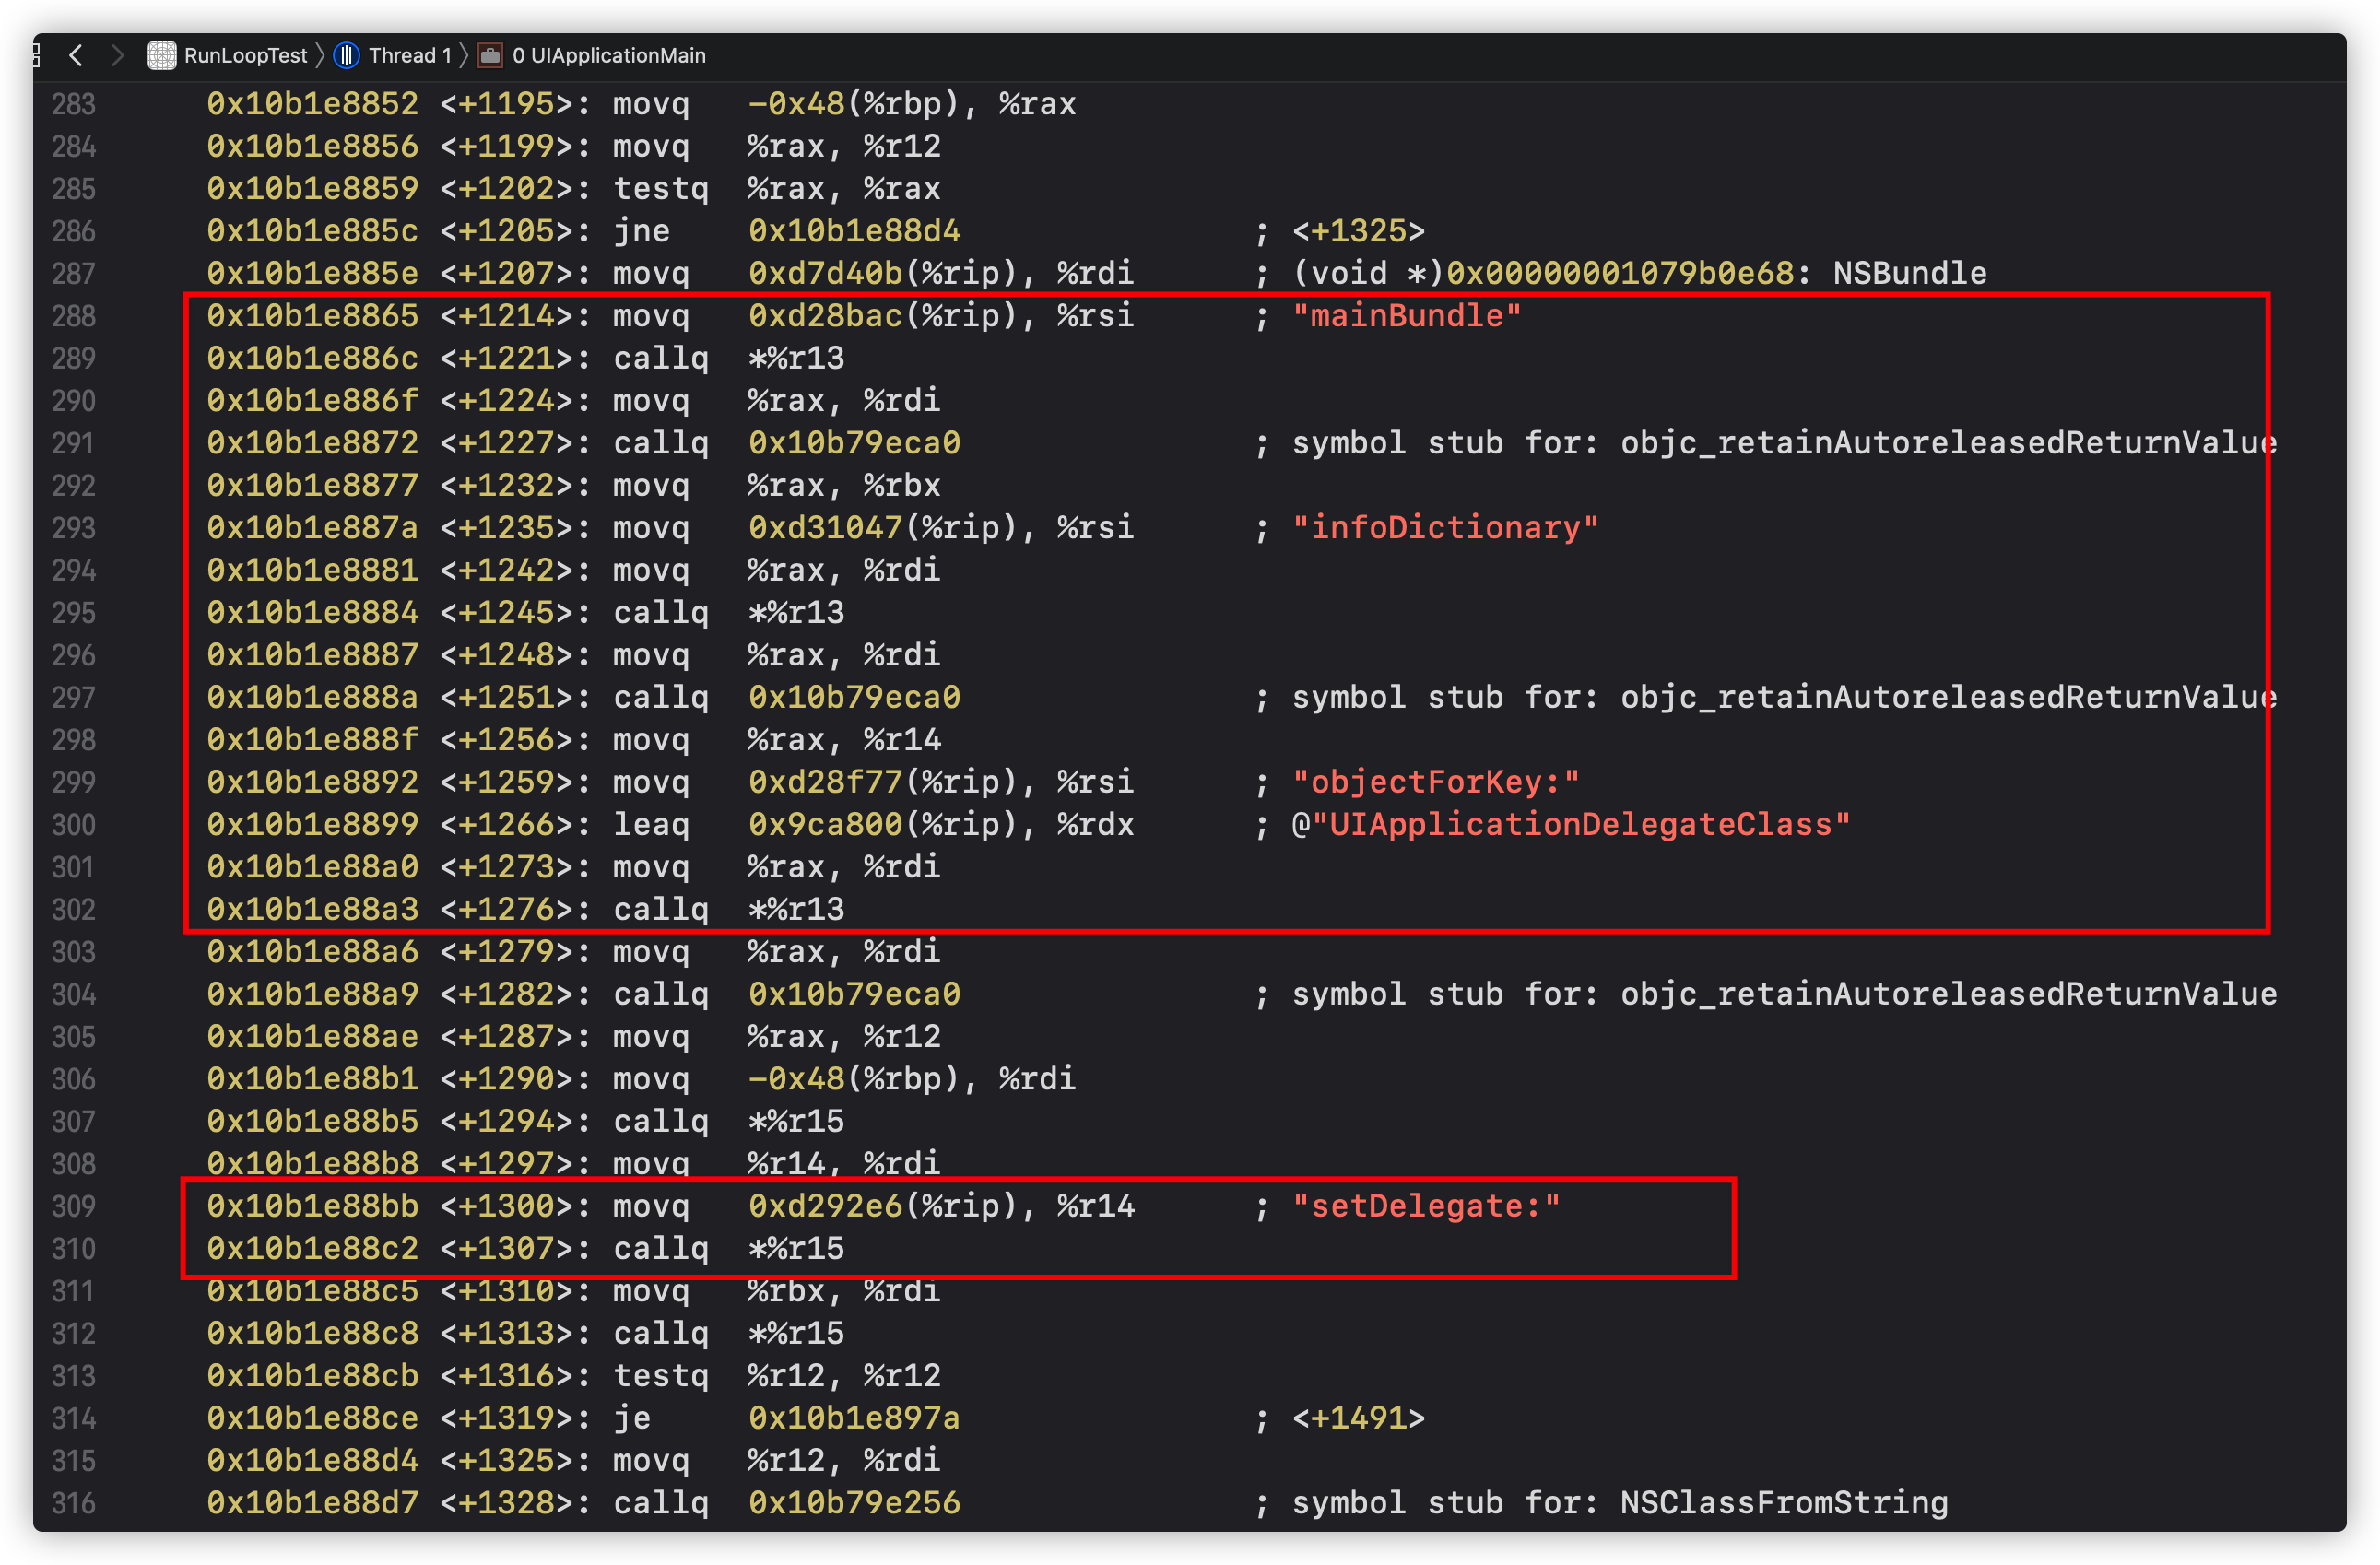 RunLoopTest 〉 Thread 1 〉 0 UIApplicationMain
283 0x10b1e8852 <+1195>: movq -0x48(%rbp), %rax
284 0x10b1e8856 <+1199>: movq %rax, %r12
285 0x10b1e8859 <+1202>: testq %rax, %rax
286 0x10b1e885c <+1205>: jne 0x10b1e88d4 ; <+1325>
287 0x10b1e885e <+1207>: movq 0xd7d40b(%rip), %rdi ; (void *)0x00000001079b0e68: NSBundle
288 0x10b1e8865 <+1214>: movq 0xd28bac(%rip), %rsi ; "mainBundle"
289 0x10b1e886c <+1221>: callq *%r13
290 0x10b1e886f <+1224>: movq %rax, %rdi
291 0x10b1e8872 <+1227>: callq 0x10b79eca0 ; symbol stub for: objc_retainAutoreleasedReturnValue
292 0x10b1e8877 <+1232>: movq %rax, %rbx
293 0x10b1e887a <+1235>: movq 0xd31047(%rip), %rsi ; "infoDictionary"
294 0x10b1e8881 <+1242>: movq %rax, %rdi
295 0x10b1e8884 <+1245>: callq *%r13
296 0x10b1e8887 <+1248>: movq %rax, %rdi
297 0x10b1e888a <+1251>: callq 0x10b79eca0 ; symbol stub for: objc_retainAutoreleasedReturnValue
298 0x10b1e888f <+1256>: movq %rax, %r14
299 0x10b1e8892 <+1259>: movq 0xd28f77(%rip), %rsi ; "objectForKey:"
300 0x10b1e8899 <+1266>: leaq 0x9ca800(%rip), %rdx ; @"UIApplicationDelegateClass"
301 0x10b1e88a0 <+1273>: movq %rax, %rdi
302 0x10b1e88a3 <+1276>: callq *%r13
303 0x10b1e88a6 <+1279>: movq %rax, %rdi
304 0x10b1e88a9 <+1282>: callq 0x10b79eca0 ; symbol stub for: objc_retainAutoreleasedReturnValue
305 0x10b1e88ae <+1287>: movq %rax, %r12
306 0x10b1e88b1 <+1290>: movq -0x48(%rbp), %rdi
307 0x10b1e88b5 <+1294>: callq *%r15
308 0x10b1e88b8 <+1297>: movq %r14, %rdi
309 0x10b1e88bb <+1300>: movq 0xd292e6(%rip), %r14 ; "setDelegate:"
310 0x10b1e88c2 <+1307>: callq *%r15
311 0x10b1e88c5 <+1310>: movq %rbx, %rdi
312 0x10b1e88c8 <+1313>: callq *%r15
313 0x10b1e88cb <+1316>: testq %r12, %r12
314 0x10b1e88ce <+1319>: je 0x10b1e897a ; <+1491>
315 0x10b1e88d4 <+1325>: movq %r12, %rdi
316 0x10b1e88d7 <+1328>: callq 0x10b79e256 ; symbol stub for: NSClassFromString